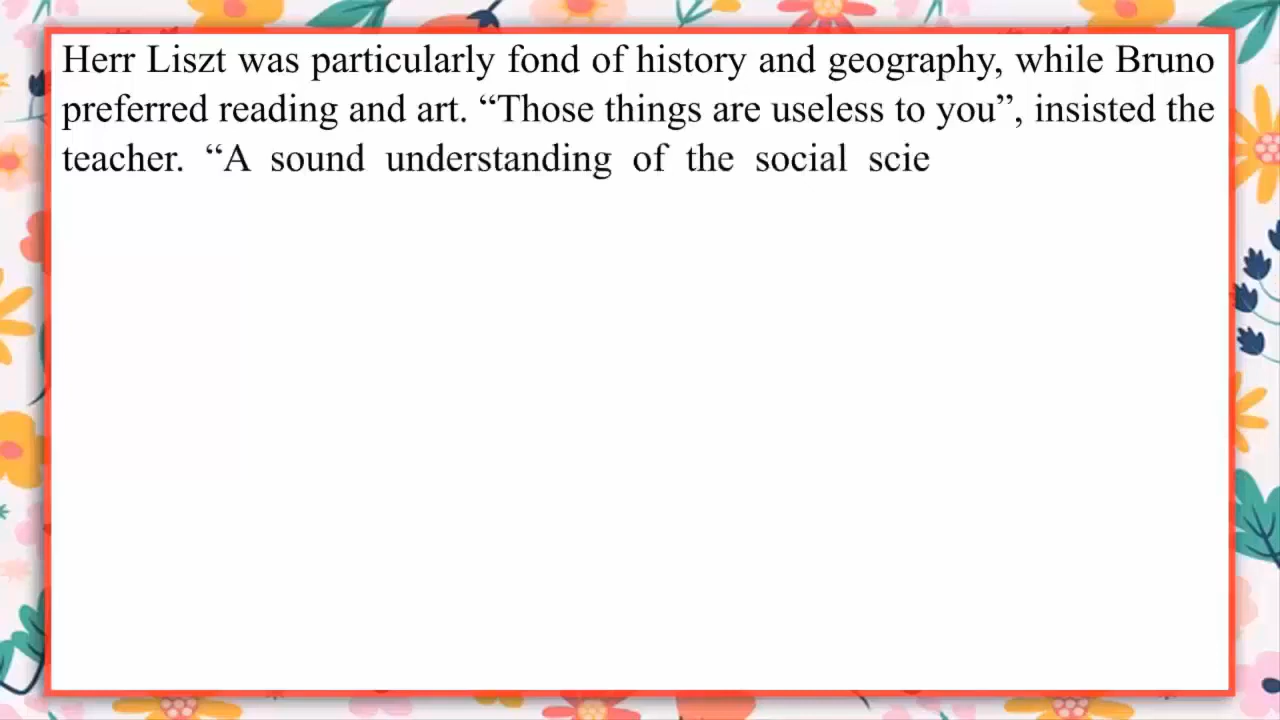 Herr Liszt was particularly fond of history and geography, while Bruno
preferred reading and art. “Those things are useless to you”, insisted the
teacher. “A sound understanding of the social scie